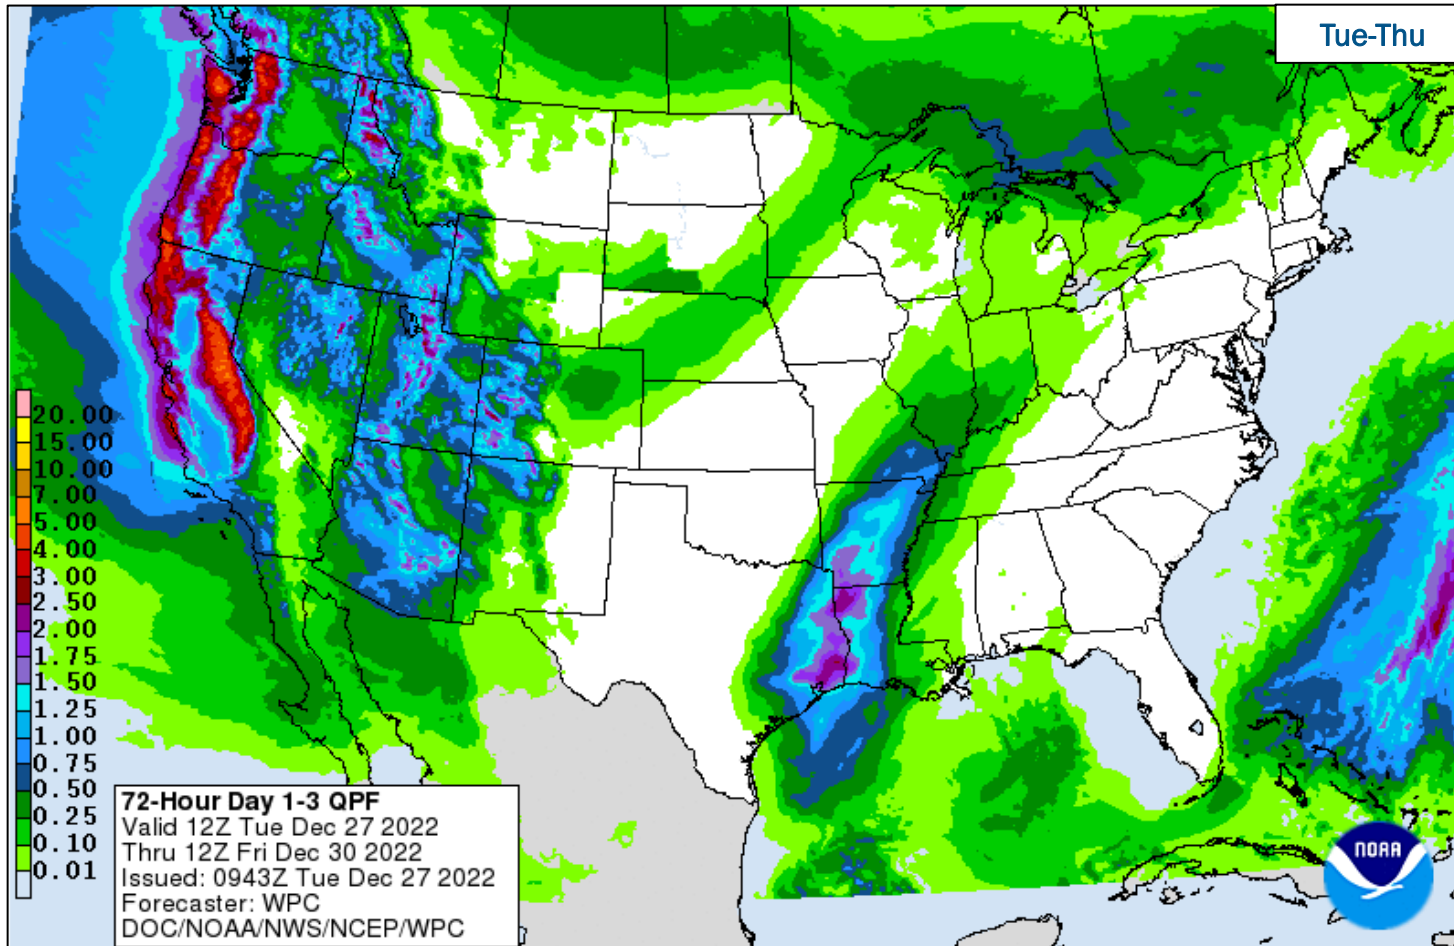 Tue-Thu
20.00
15.00
10.00
7.00
5.00
4.00
3.00
2.50
2.00
1.75
1.50
1.25
1.00
0.75
0.50
0.25
0.10
0.01
72-Hour Day 1-3 QPF
Valid 12Z Tue Dec 27 2022
Thru 12Z Fri Dec 30 2022
Issued: 0943Z Tue Dec 27 2022
Forecaster: WPC
DOC/NOAA/NWS/NCEP/WPC
NOAA